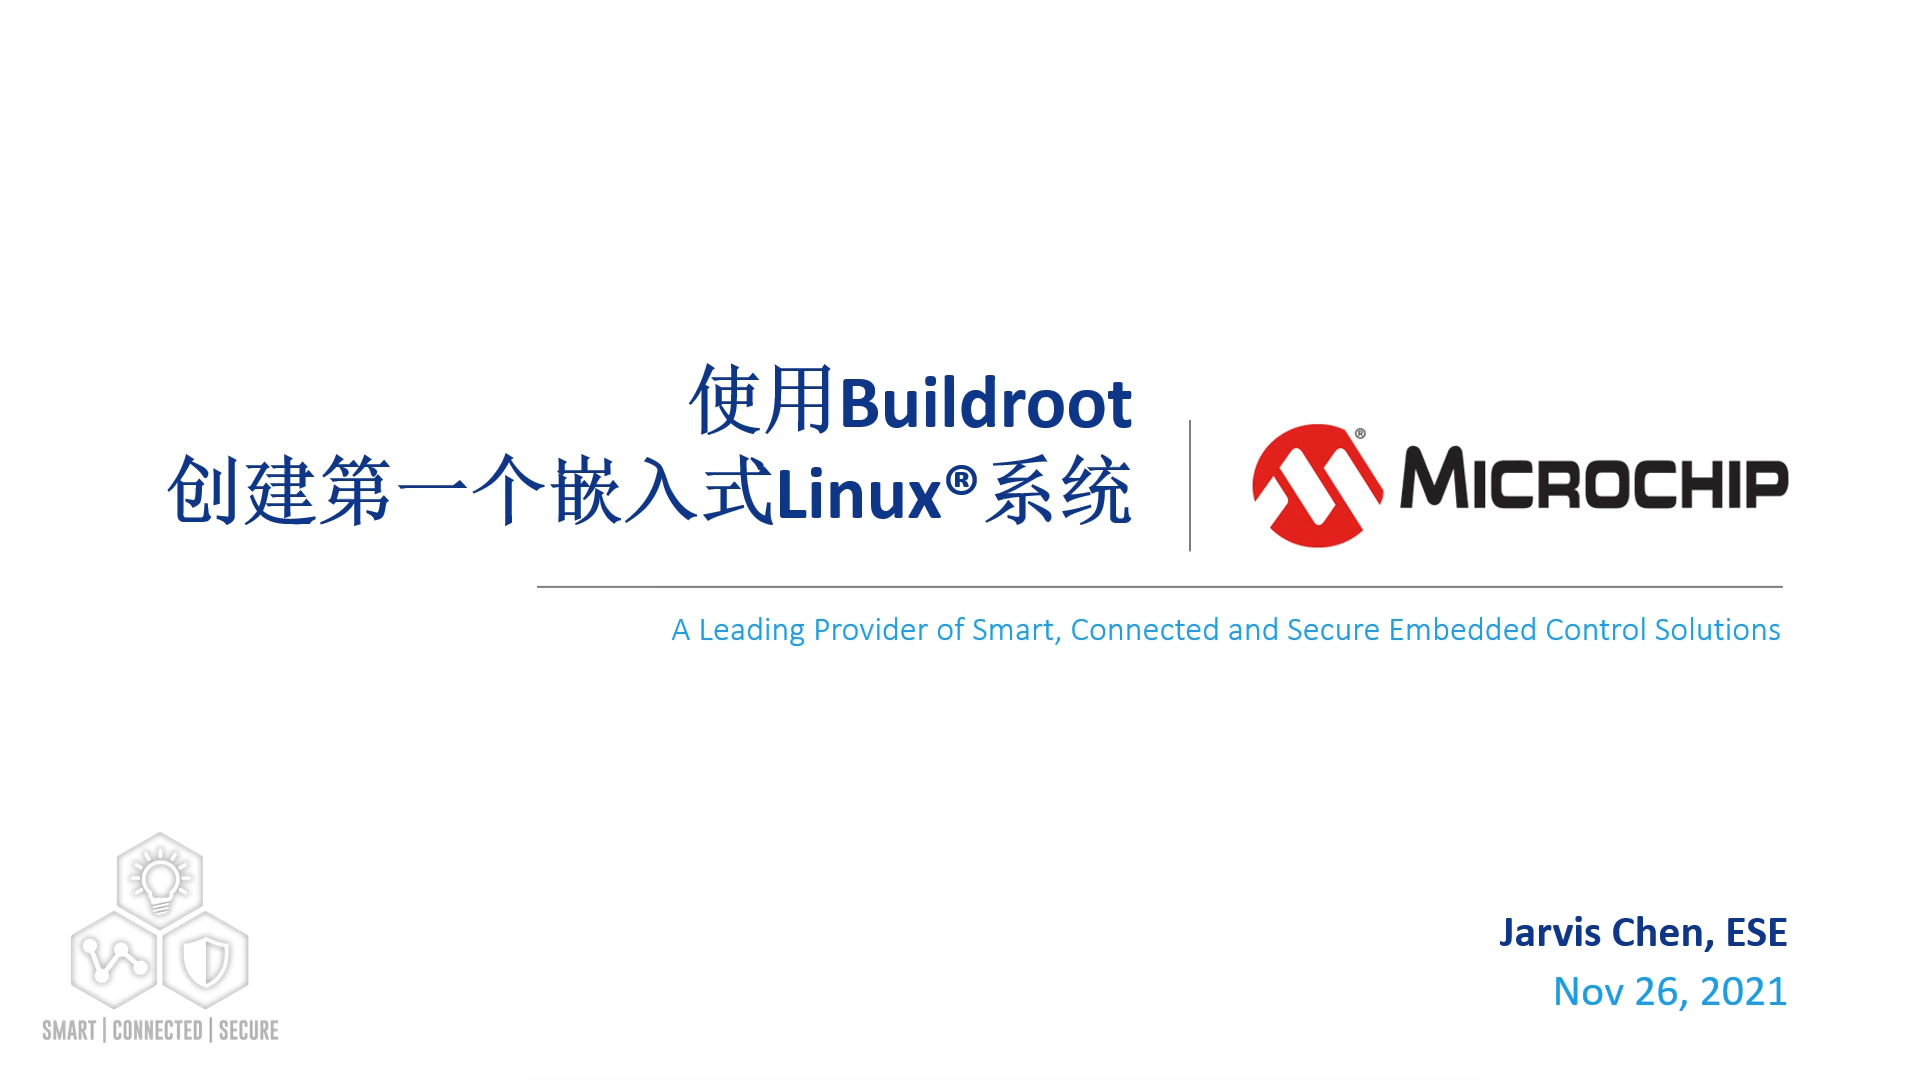 使用Buildroot
创建第一个嵌入式Linux®系统
MICROCHIP®
A Leading Provider of Smart, Connected and Secure Embedded Control Solutions
SMART | CONNECTED | SECURE
Jarvis Chen, ESE
Nov 26, 2021